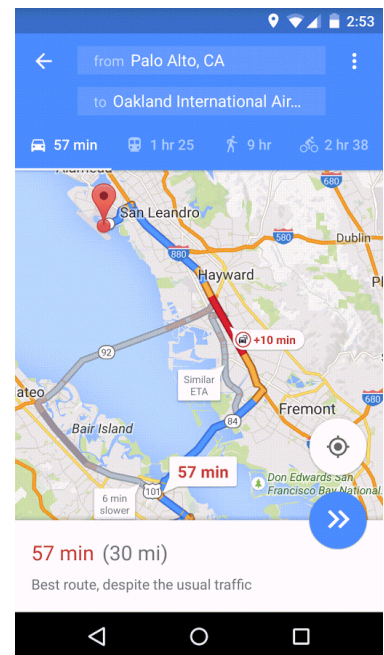 2:53
from Palo Alto, CA
to Oakland International Air...
57 min
1 hr 25
9 hr
2 hr 38
Alameda
680
San Leandro
580
Dublin
880
Hayward
+10 min
92
Similar
ETA
680
ateo
84
Fremont
Bair Island
57 min
Don Edwards San
Francisco Bay National
101
6 min
slower
57 min (30 mi)
Best route, despite the usual traffic